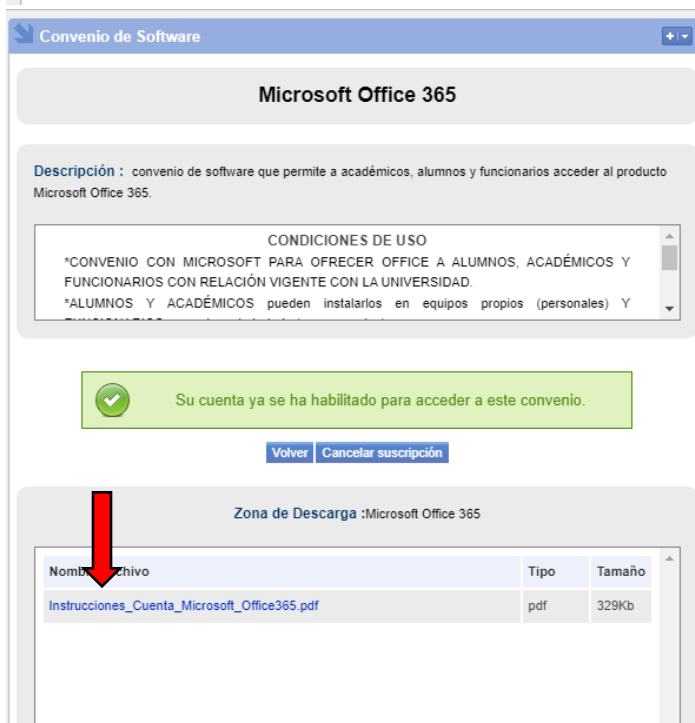 Convenio de Software
Microsoft Office 365
Descripción : convenio de software que permite a académicos, alumnos y funcionarios acceder al producto
Microsoft Office 365.
CONDICIONES DE USO
*CONVENIO CON MICROSOFT PARA OFRECER OFFICE A ALUMNOS, ACADÉMICOS Y
FUNCIONARIOS CON RELACIÓN VIGENTE CON LA UNIVERSIDAD.
*ALUMNOS Y ACADÉMICOS pueden instalarlos en equipos propios (personales) Y
Su cuenta ya se ha habilitado para acceder a este convenio.
Volver Cancelar suscripción
Zona de Descarga :Microsoft Office 365
Tipo Tamaño
Instrucciones_Cuenta_Microsoft_Office365.pdf pdf 329Kb